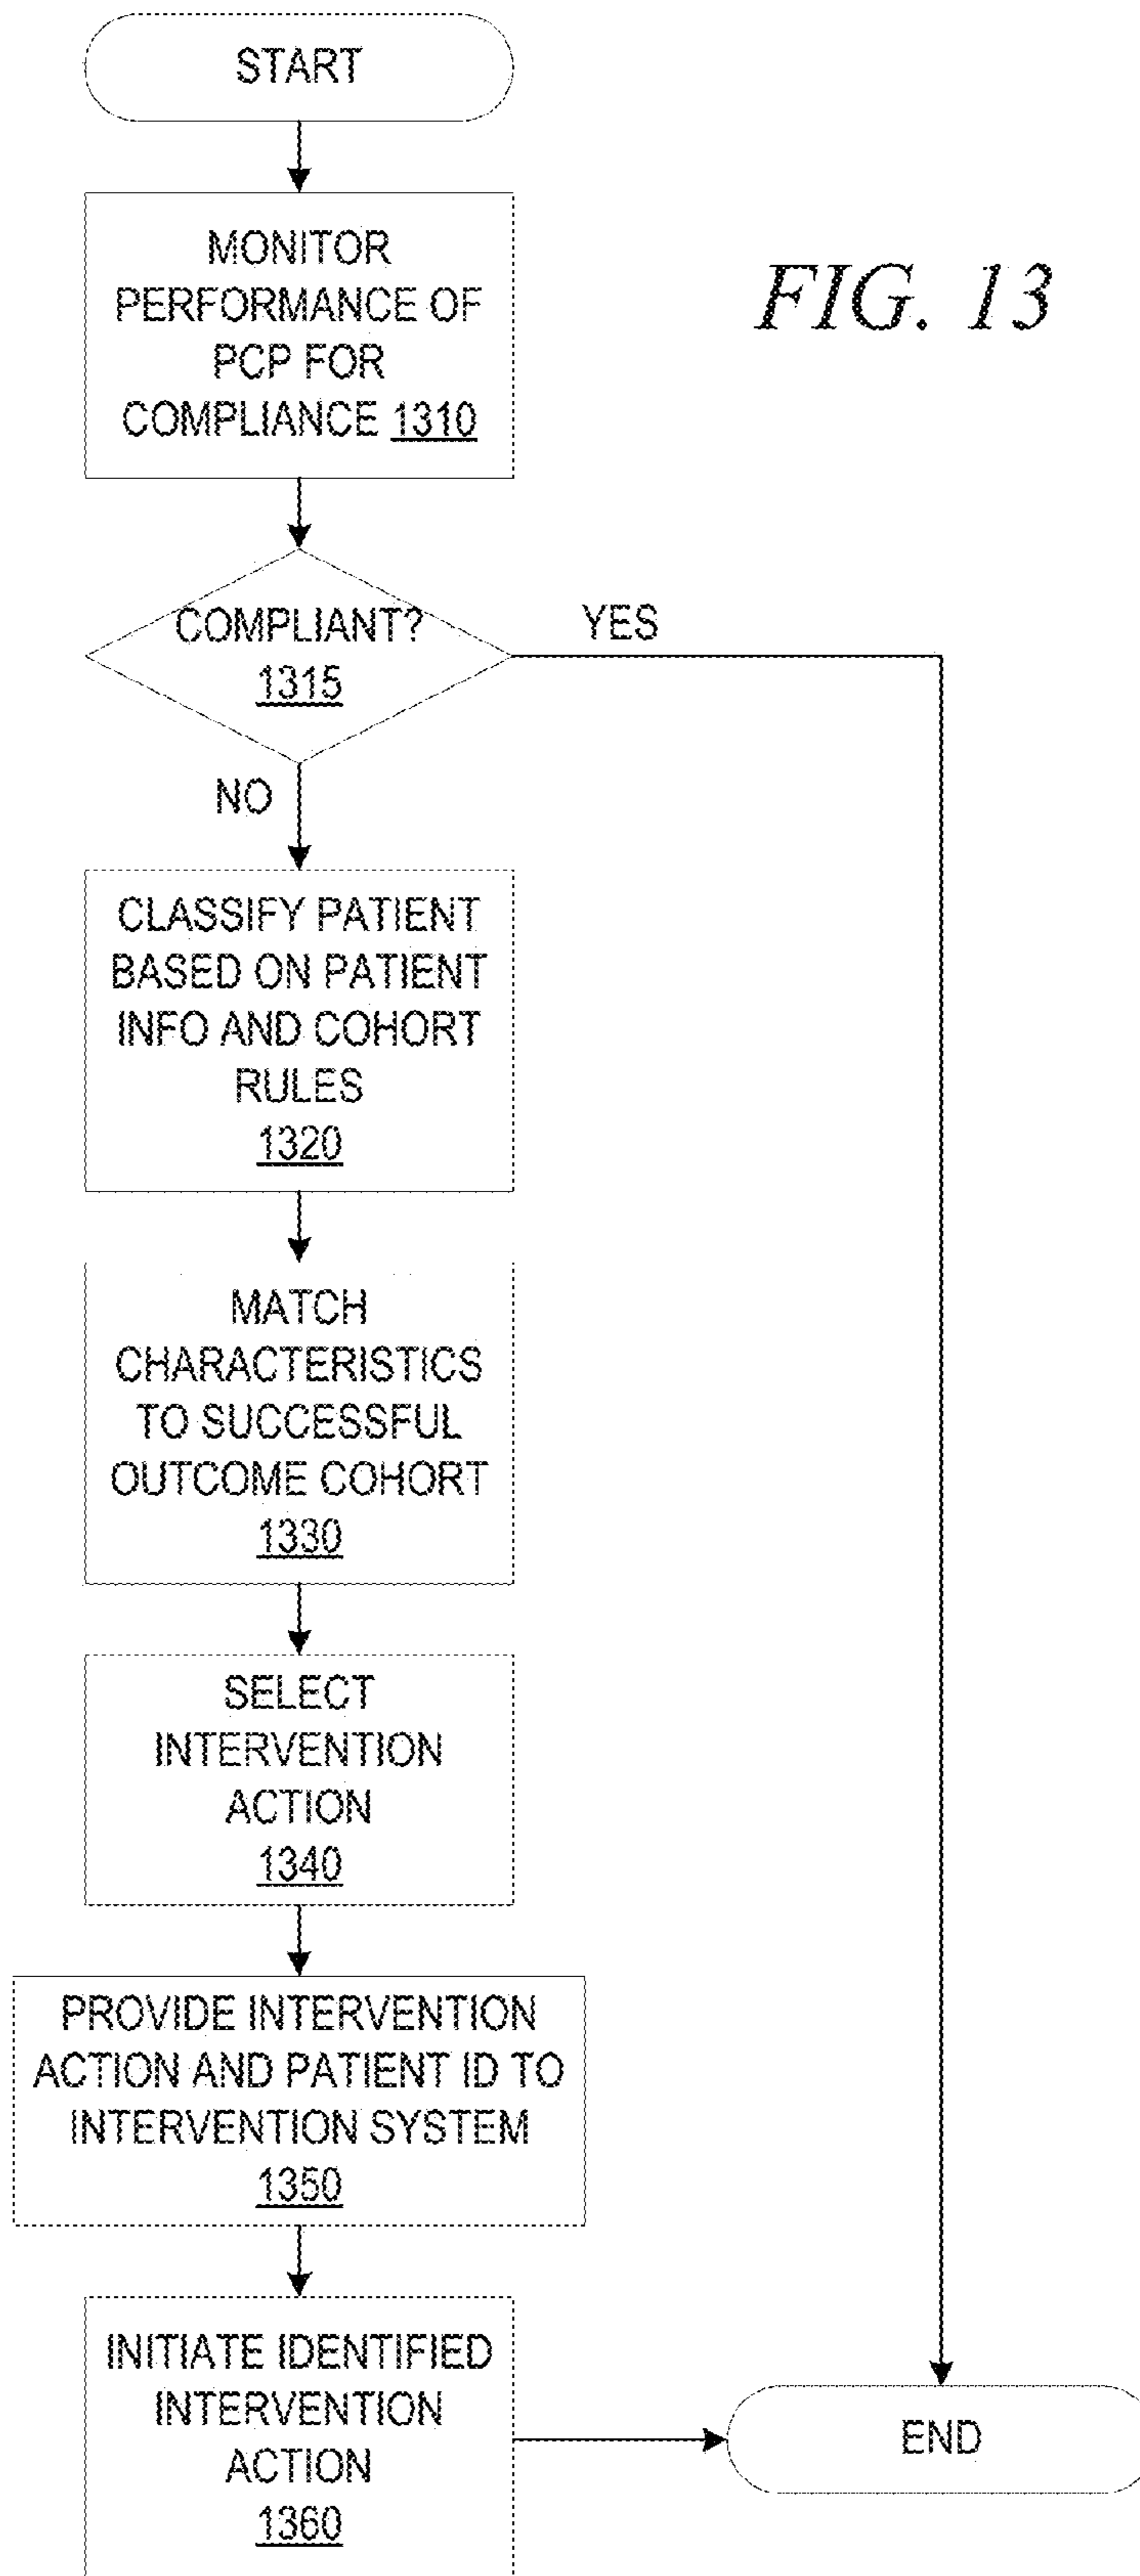 START
MONITOR
PERFORMANCE OF
PCP FOR
COMPLIANCE 1310
FIG. 13
COMPLIANT?
1315
YES
NO
CLASSIFY PATIENT
BASED ON PATIENT
INFO AND COHORT
RULES
1320
MATCH
CHARACTERISTICS
TO SUCCESSFUL
OUTCOME COHORT
1330
SELECT
INTERVENTION
ACTION
1340
PROVIDE INTERVENTION
ACTION AND PATIENT ID TO
INTERVENTION SYSTEM
1350
INITIATE IDENTIFIED
INTERVENTION
ACTION
1360
END